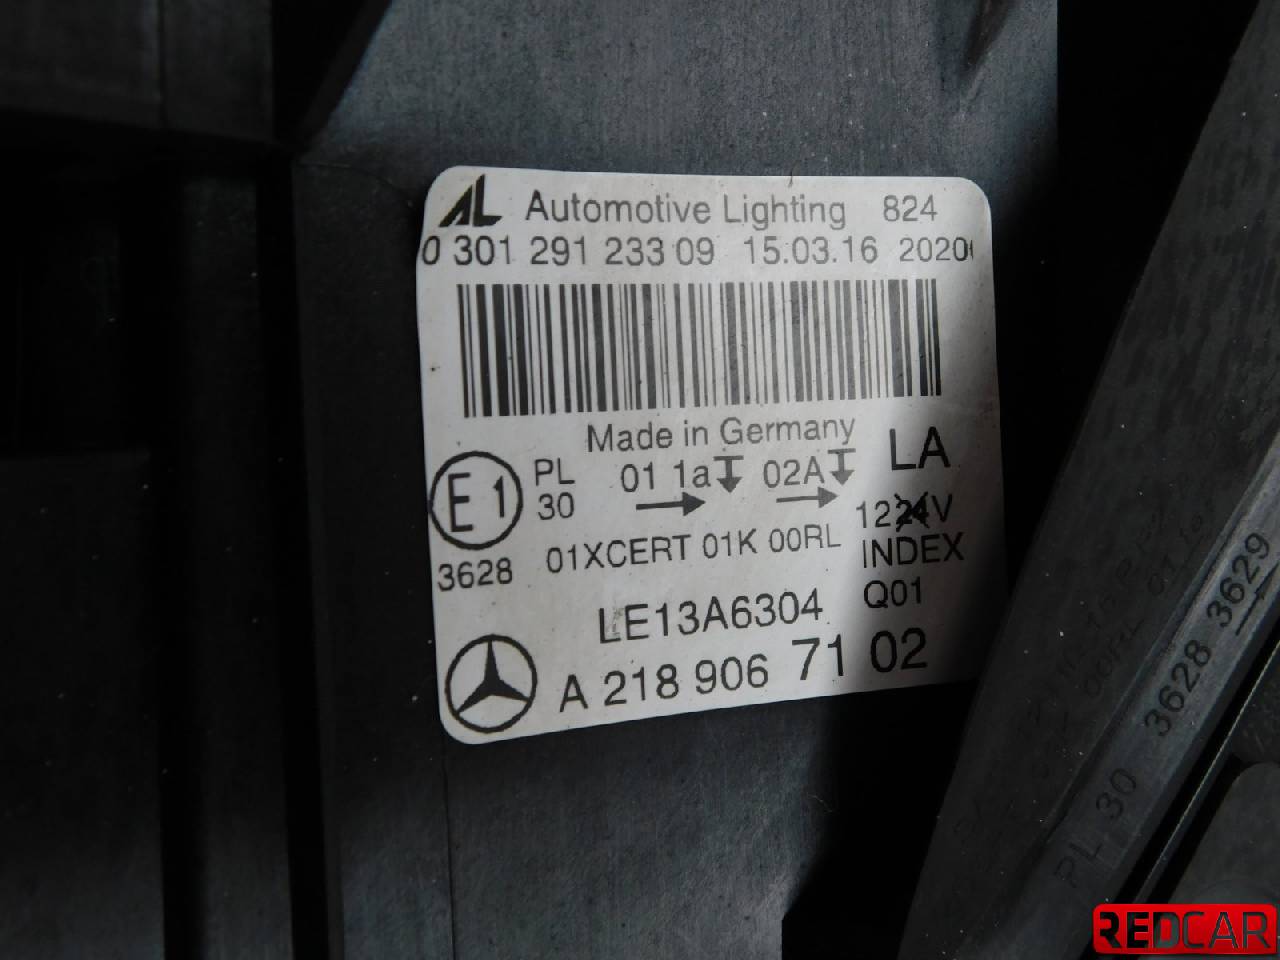 AL Automotive Lighting 824
0 301 291 233 09 15.03.16 2020
Made in Germany
LA
E1
PL
30
01 1a 02A
1224V
3628
01XCERT 01K 00RL
INDEX
Q01
LE13A6304
A 218 906 71 02
PL 30 3628 3629
00RL
REDCAR